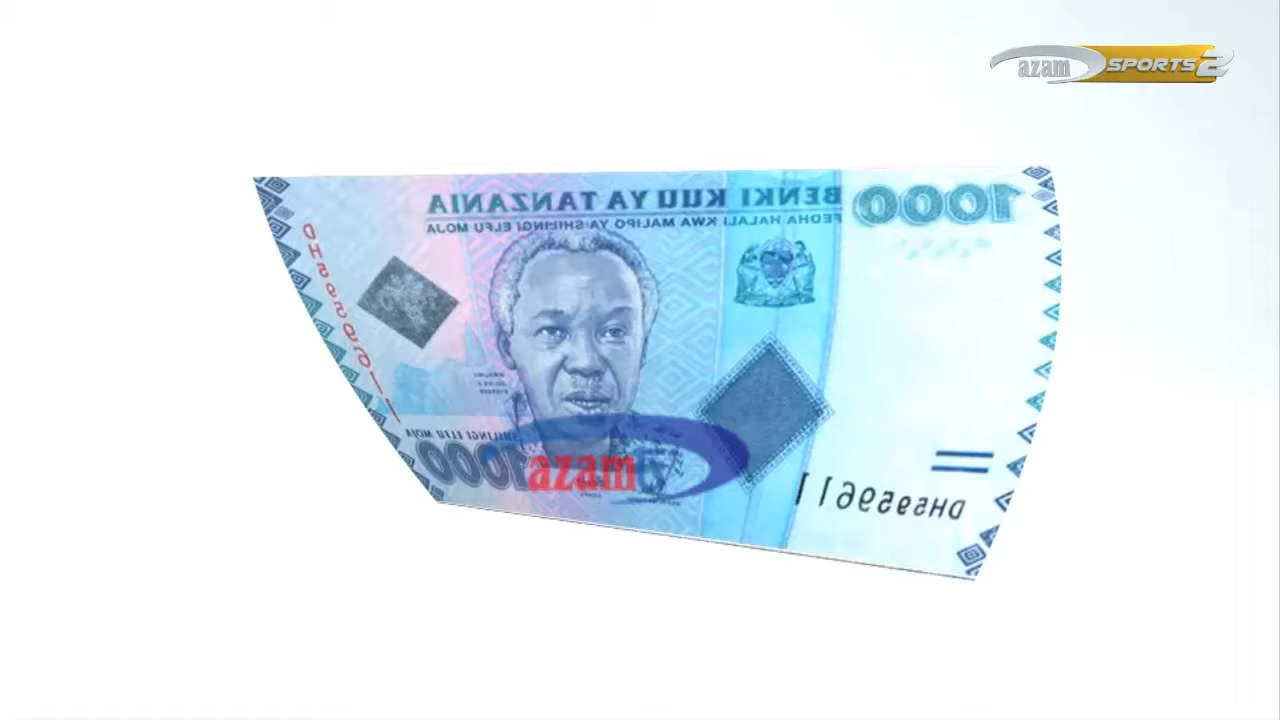 azam SPORTS 2
1000
BENKI KUU YA TANZANIA
FEDHA HALALI KWA MALIPO YA SHILINGI ELFU MOJA
SHILINGI ELFU MOJA
1000
azam